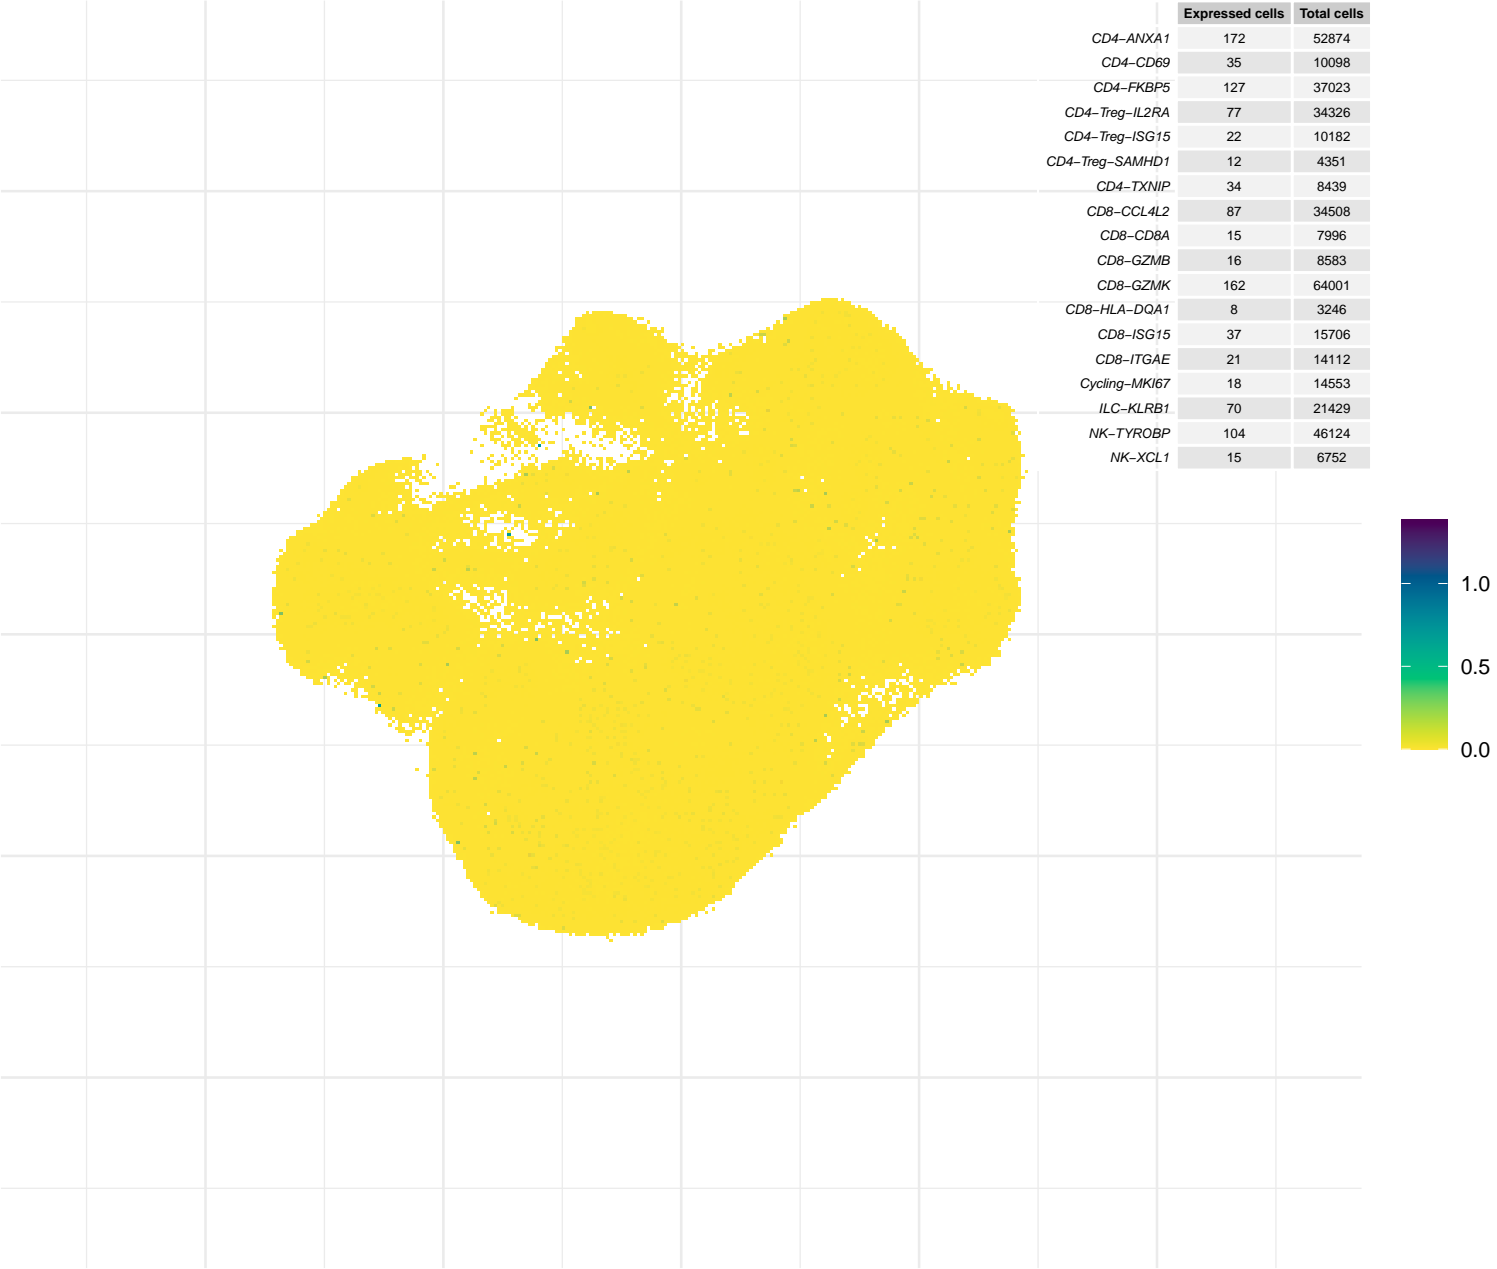 Expressed cells Total cells
CD4−ANXA1 172 52874
CD4−CD69 35 10098
CD4−FKBP5 127 37023
CD4−Treg−IL2RA 77 34326
CD4−Treg−ISG15 22 10182
CD4−Treg−SAMHD1 12 4351
CD4−TXNIP 34 8439
CD8−CCL4L2 87 34508
CD8−CD8A 15 7996
CD8−GZMB 16 8583
CD8−GZMK 162 64001
CD8−HLA−DQA1 8 3246
CD8−ISG15 37 15706
CD8−ITGAE 21 14112
Cycling−MKI67 18 14553
ILC−KLRB1 70 21429
NK−TYROBP 104 46124
NK−XCL1 15 6752
1.0
0.5
0.0